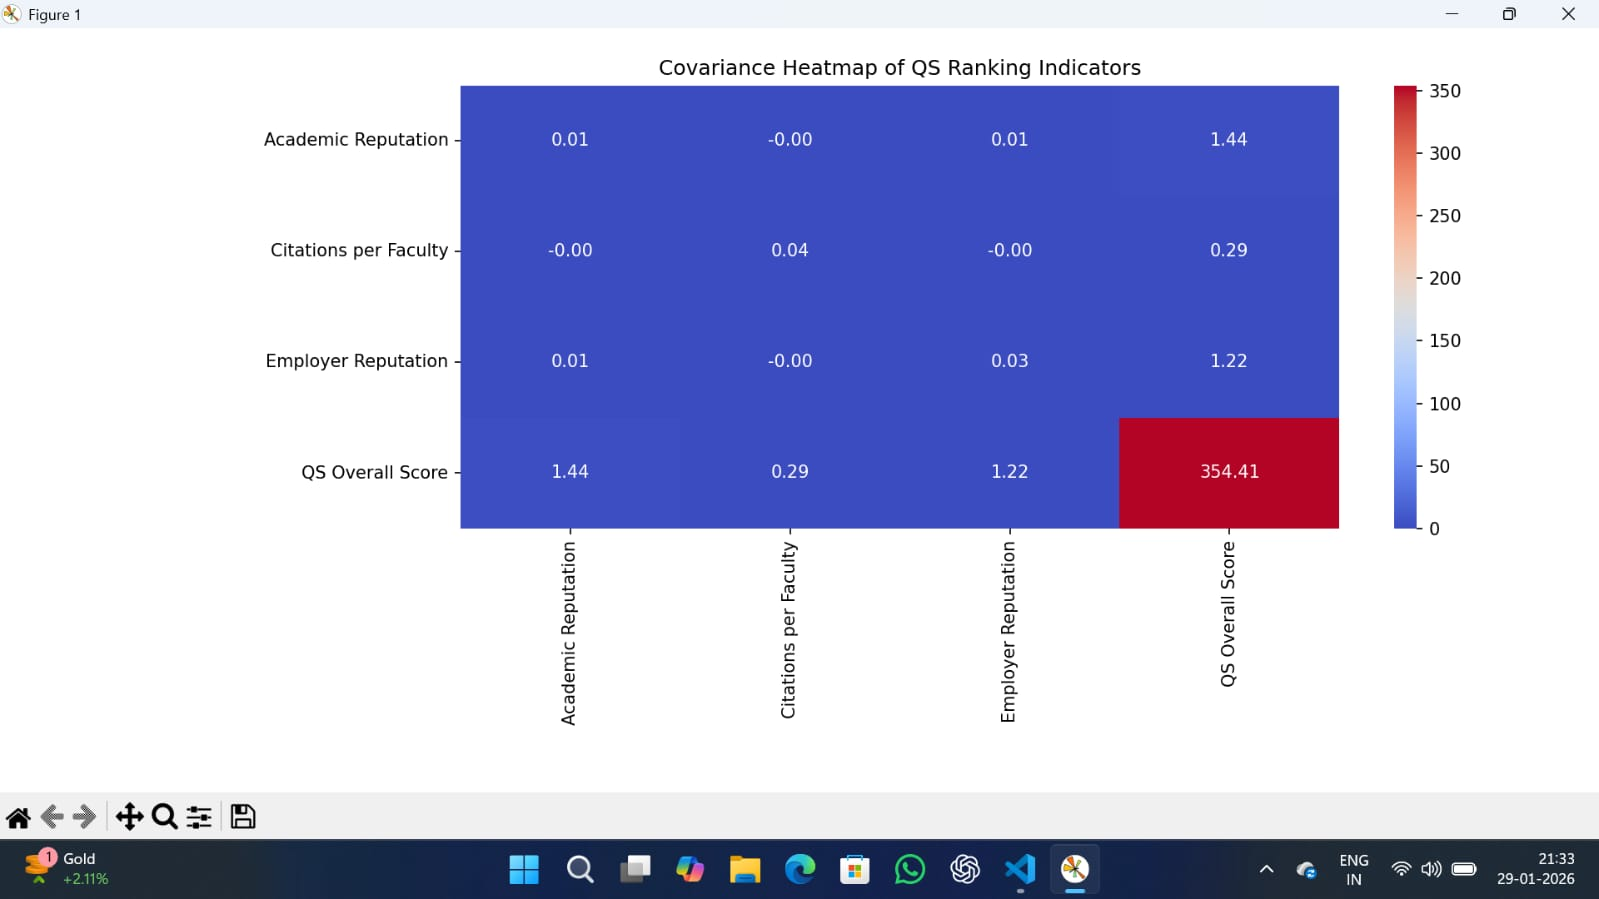 Figure 1
Covariance Heatmap of QS Ranking Indicators
Academic Reputation 0.01 -0.00 0.01 1.44
Citations per Faculty -0.00 0.04 -0.00 0.29
Employer Reputation 0.01 -0.00 0.03 1.22
QS Overall Score 1.44 0.29 1.22 354.41
Academic Reputation
Citations per Faculty
Employer Reputation
QS Overall Score
350
300
250
200
150
100
50
0
1
Gold
+2.11%
ENG
IN
21:33
29-01-2026